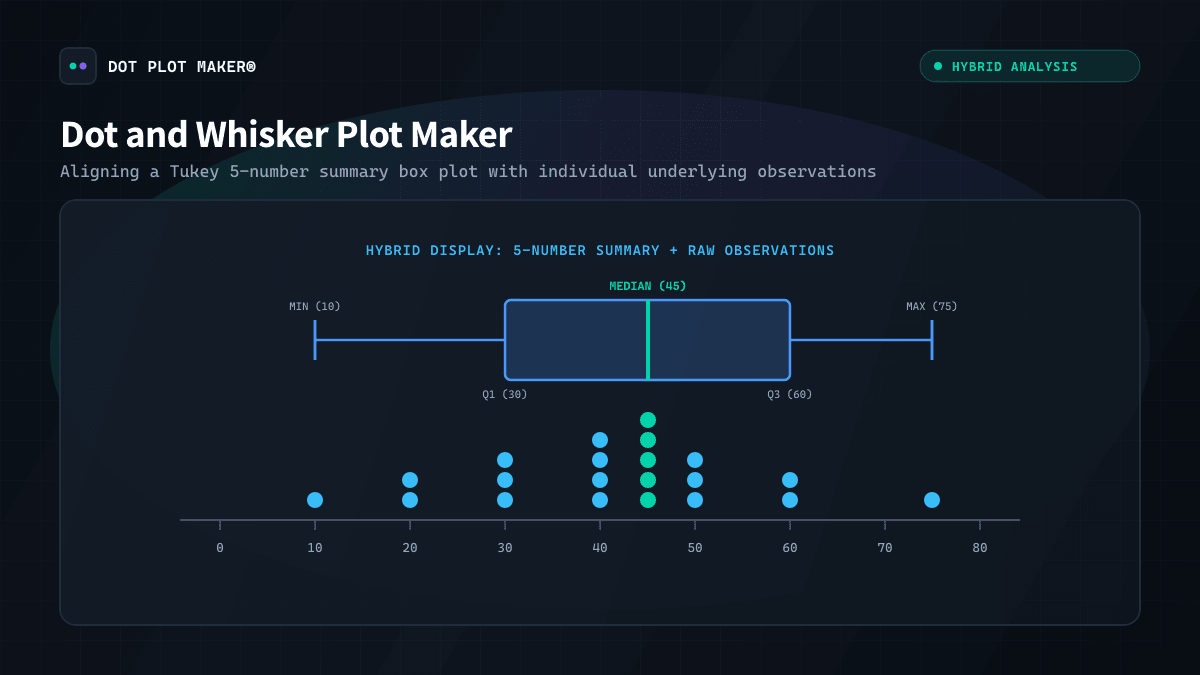 DOT PLOT MAKER®
HYBRID ANALYSIS
Dot and Whisker Plot Maker
Aligning a Tukey 5-number summary box plot with individual underlying observations
HYBRID DISPLAY: 5-NUMBER SUMMARY + RAW OBSERVATIONS
MEDIAN (45)
MIN (10)
MAX (75)
Q1 (30)
Q3 (60)
0 10 20 30 40 50 60 70 80